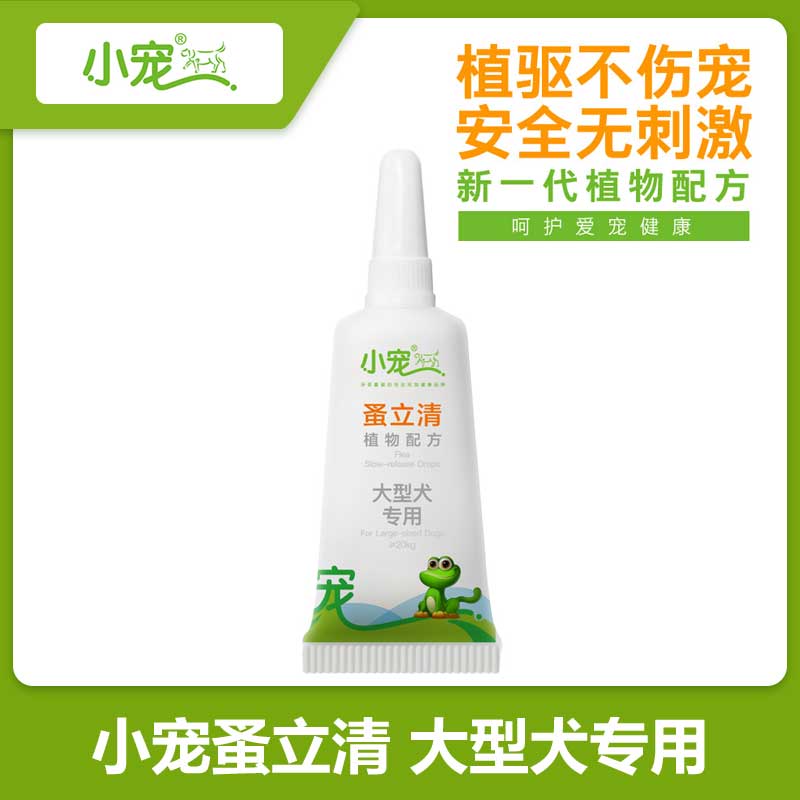 小宠®
植驱不伤宠
安全无刺激
新一代植物配方
呵护爱宠健康
小宠®
蚤立清
植物配方
Flea
Slow-release Drops
大型犬
专用
For Large-sized Dogs
≥20kg
宠
小宠蚤立清 大型犬专用